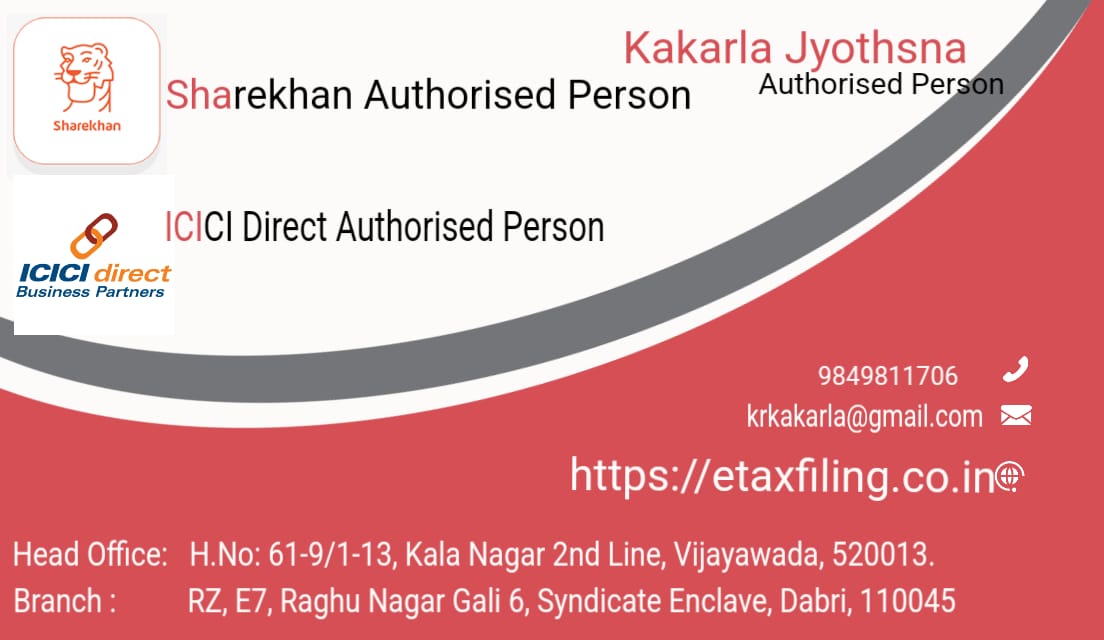 Kakarla Jyothsna
Authorised Person
Sharekhan
Sharekhan Authorised Person
ICICI direct
Business Partners
ICICI Direct Authorised Person
9849811706
krkakarla@gmail.com
https://etaxfiling.co.in
Head Office: H.No: 61-9/1-13, Kala Nagar 2nd Line, Vijayawada, 520013.
Branch : RZ, E7, Raghu Nagar Gali 6, Syndicate Enclave, Dabri, 110045